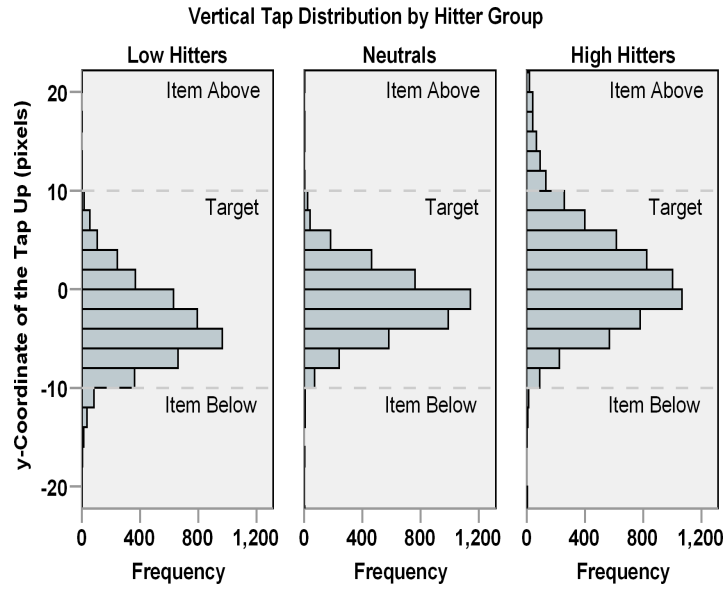 Vertical Tap Distribution by Hitter Group
Low Hitters
Neutrals
High Hitters
y-Coordinate of the Tap Up (pixels)
20
10
0
-10
-20
Item Above
Target
Item Below
Item Above
Target
Item Below
Item Above
Target
Item Below
0 400 800 1,200
0 400 800 1,200
0 400 800 1,200
Frequency
Frequency
Frequency